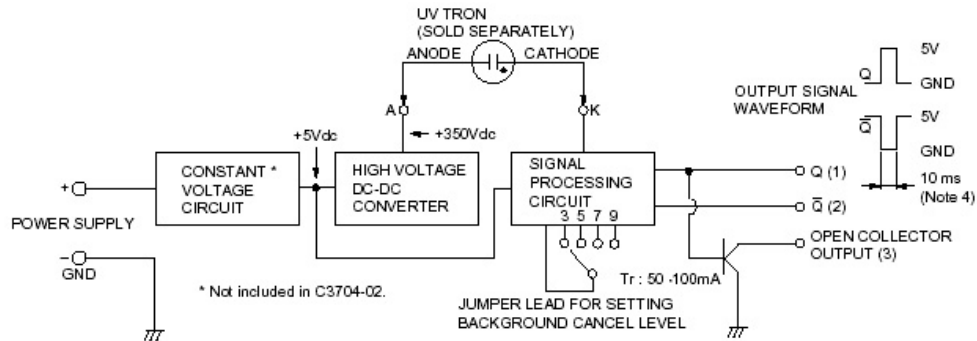 UV TRON
(SOLD SEPARATELY)
ANODE
CATHODE
A
K
+5Vdc
+350Vdc
OUTPUT SIGNAL
WAVEFORM
Q
5V
GND
Q̅
5V
GND
10 ms
(Note 4)
CONSTANT *
VOLTAGE
CIRCUIT
HIGH VOLTAGE
DC-DC
CONVERTER
SIGNAL
PROCESSING
CIRCUIT
3 5 7 9
+
POWER SUPPLY
−
GND
Q (1)
Q̅ (2)
OPEN COLLECTOR
OUTPUT (3)
Tr : 50 -100mA
* Not included in C3704-02.
JUMPER LEAD FOR SETTING
BACKGROUND CANCEL LEVEL